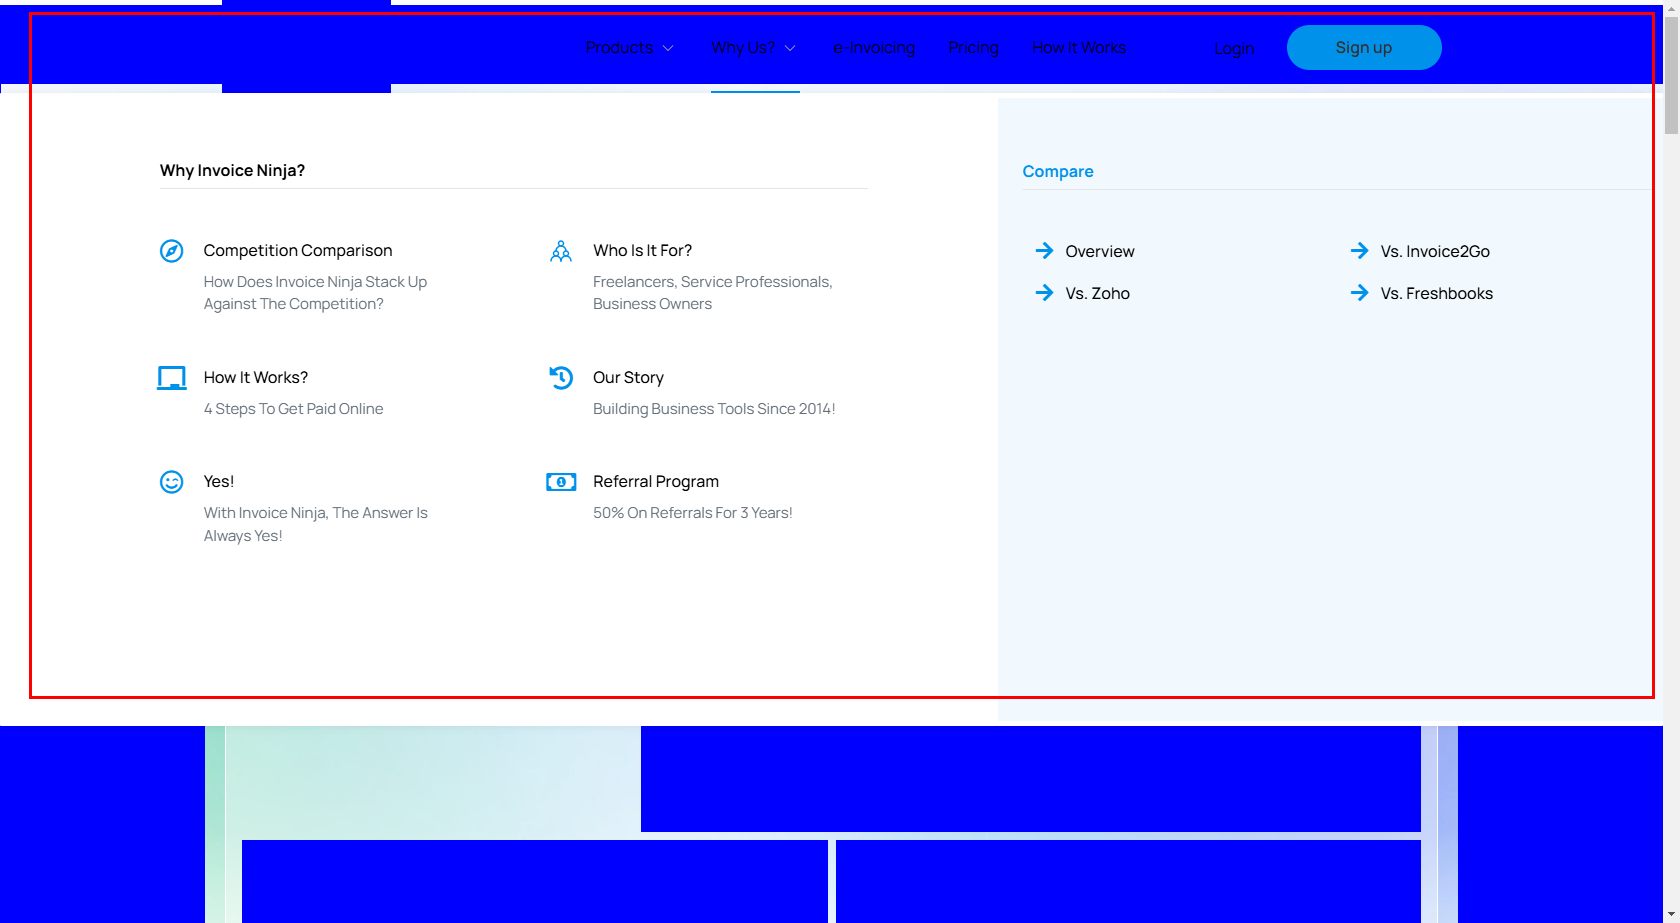 Products
Why Us?
e-Invoicing
Pricing
How It Works
Login
Sign up
Why Invoice Ninja?
Competition Comparison
How Does Invoice Ninja Stack Up
Against The Competition?
Who Is It For?
Freelancers, Service Professionals,
Business Owners
How It Works?
4 Steps To Get Paid Online
Our Story
Building Business Tools Since 2014!
Yes!
With Invoice Ninja, The Answer Is
Always Yes!
Referral Program
50% On Referrals For 3 Years!
Compare
Overview
Vs. Invoice2Go
Vs. Zoho
Vs. Freshbooks